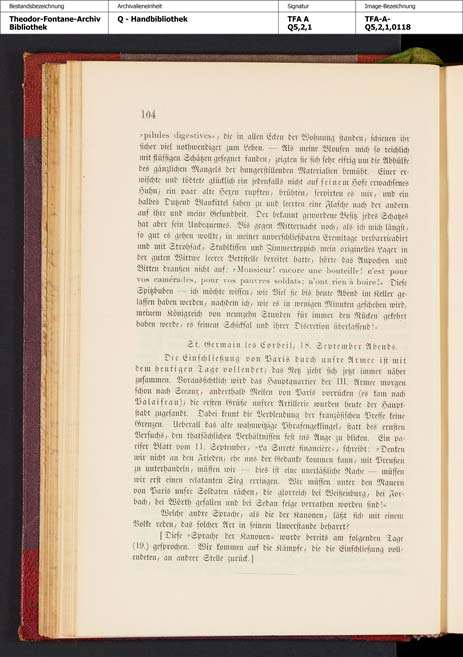 Bestandsbezeichnung
Archivalieneinheit
Signatur
Image-Bezeichnung
Theodor-Fontane-Archiv
Bibliothek
Q - Handbibliothek
TFA A
Q5,2,1
TFA-A-
Q5,2,1,0118
104
»pilules digestives«, die in allen Ecken der Wohnung standen, schienen ihr
sicher viel nothwendiger zum Leben. — Als meine Blousen mich so reichlich
mit flüssigen Schätzen gesegnet fanden, zeigten sie sich sehr eifrig um die Abhülfe
des gänzlichen Mangels der hungerstillenden Materialien bemüht. Einer er-
wischte und tödtete glücklich ein jedenfalls nicht auf seinem Hofe erwachsenes
Huhn; ein paar alte Hexen rupften, brühten, servirten es mir, und ein
halbes Dutzend Blaukittel sahen zu und leerten eine Flasche nach der andern
auf ihre und meine Gesundheit. Der bekannt gewordene Besitz jedes Schatzes
hat aber sein Unbequemes. Bis gegen Mitternacht noch, als ich mich längst,
so gut es gehen wollte, in meiner unverschließbaren Eremitage verbarrikadirt
und mit Strohsack, Stuhlkissen und Zimmerteppich mein originelles Lager in
der guten Wittwe leerer Bettstelle bereitet hatte, hörte das Anpochen und
Bitten draußen nicht auf: »Monsieur! encore une bouteille! c'est pour
vos camérades, pour vos pauvres soldats; n'ont rien à boire!« Diese
Spitzbuben — ich möchte wissen, wie Viel sie bis heute Abend im Keller ge-
lassen haben werden, nachdem ich, wie es in wenigen Minuten geschehen wird,
meinem Königreich von neunzehn Stunden für immer den Rücken gekehrt
haben werde, es seinem Schicksal und ihrer Discretion überlassend!«
St. Germain les Corbeil, 18. September Abends.
Die Einschließung von Paris durch unsre Armee ist mit
dem heutigen Tage vollendet; das Netz zieht sich jetzt immer näher
zusammen. Voraussichtlich wird das Hauptquartier der III. Armee morgen
schon nach Sceaux, anderthalb Meilen von Paris vorrücken (es kam nach
Palaiseau); die ersten Grüße unsrer Artillerie wurden heute der Haupt-
stadt zugesandt. Dabei kennt die Verblendung der französischen Presse keine
Grenzen. Ueberall das alte wahnwitzige Phrasengeklingel, statt des ernsten
Versuchs, den thatsächlichen Verhältnissen fest ins Auge zu blicken. Ein pa-
riser Blatt vom 11. September, »La Sureté financière«, schreibt: »Denken
wir nicht an den Frieden; ehe uns der Gedanke kommen kann, mit Preußen
zu unterhandeln, müssen wir — dies ist eine unerläßliche Rache — müssen
wir erst einen eclatanten Sieg erringen. Wir müssen unter den Mauern
von Paris unsre Soldaten rächen, die glorreich bei Weißenburg, bei For-
bach, bei Wörth gefallen und bei Sedan feige verrathen worden sind!«
Welche andre Sprache, als die der Kanonen, läßt sich mit einem
Volke reden, das solcher Art in seinem Unverstande beharrt?
[Diese »Sprache der Kanonen« wurde bereits am folgenden Tage
(19.) gesprochen. Wir kommen auf die Kämpfe, die die Einschließung voll-
endeten, an andrer Stelle zurück.]